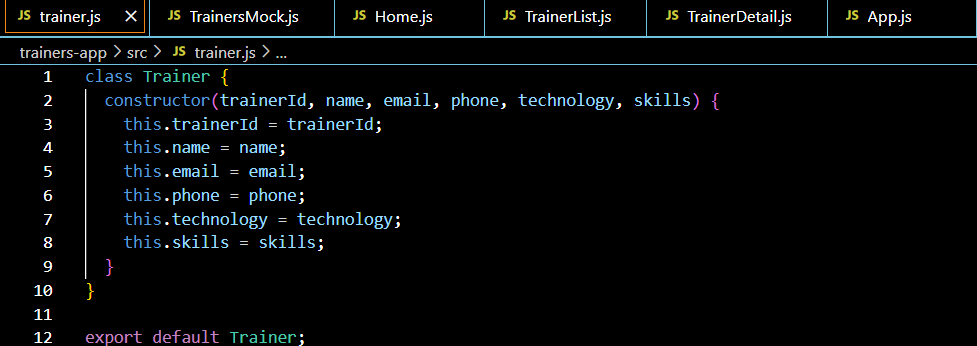 JS trainer.js × JS TrainersMock.js JS Home.js JS TrainerList.js JS TrainerDetail.js JS App.js
trainers-app > src > JS trainer.js > ...
1 class Trainer {
2 constructor(trainerId, name, email, phone, technology, skills) {
3 this.trainerId = trainerId;
4 this.name = name;
5 this.email = email;
6 this.phone = phone;
7 this.technology = technology;
8 this.skills = skills;
9 }
10 }
11
12 export default Trainer;